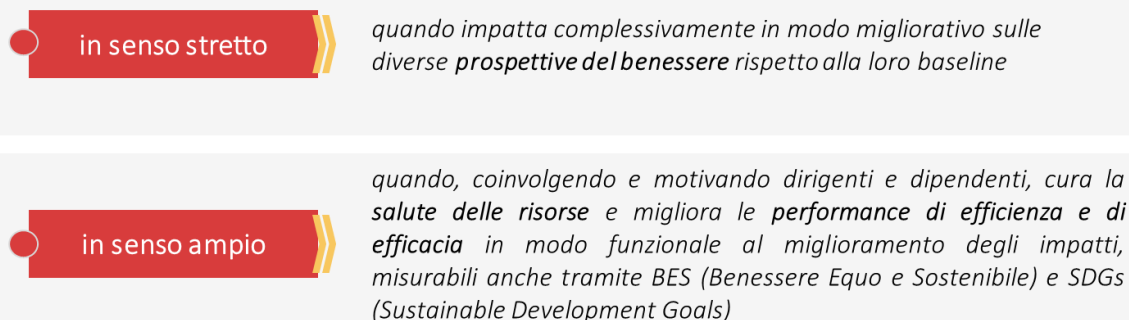 in senso stretto
quando impatta complessivamente in modo migliorativo sulle
diverse prospettive del benessere rispetto alla loro baseline
in senso ampio
quando, coinvolgendo e motivando dirigenti e dipendenti, cura la
salute delle risorse e migliora le performance di efficienza e di
efficacia in modo funzionale al miglioramento degli impatti,
misurabili anche tramite BES (Benessere Equo e Sostenibile) e SDGs
(Sustainable Development Goals)